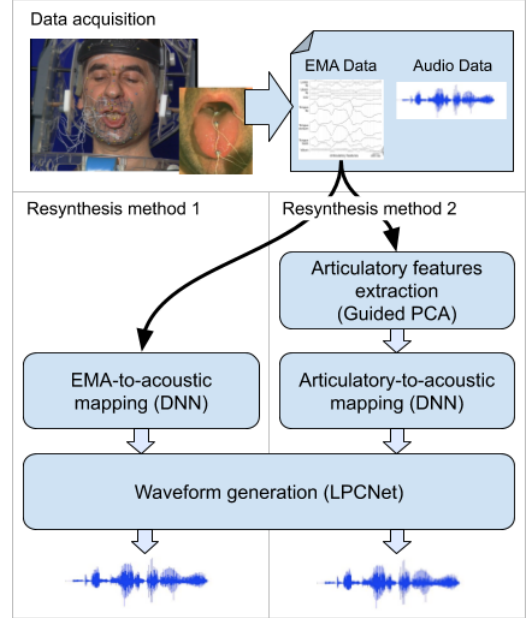 Data acquisition
EMA Data
Audio Data
Resynthesis method 1
Resynthesis method 2
Articulatory features
extraction
(Guided PCA)
EMA-to-acoustic
mapping (DNN)
Articulatory-to-acoustic
mapping (DNN)
Waveform generation (LPCNet)